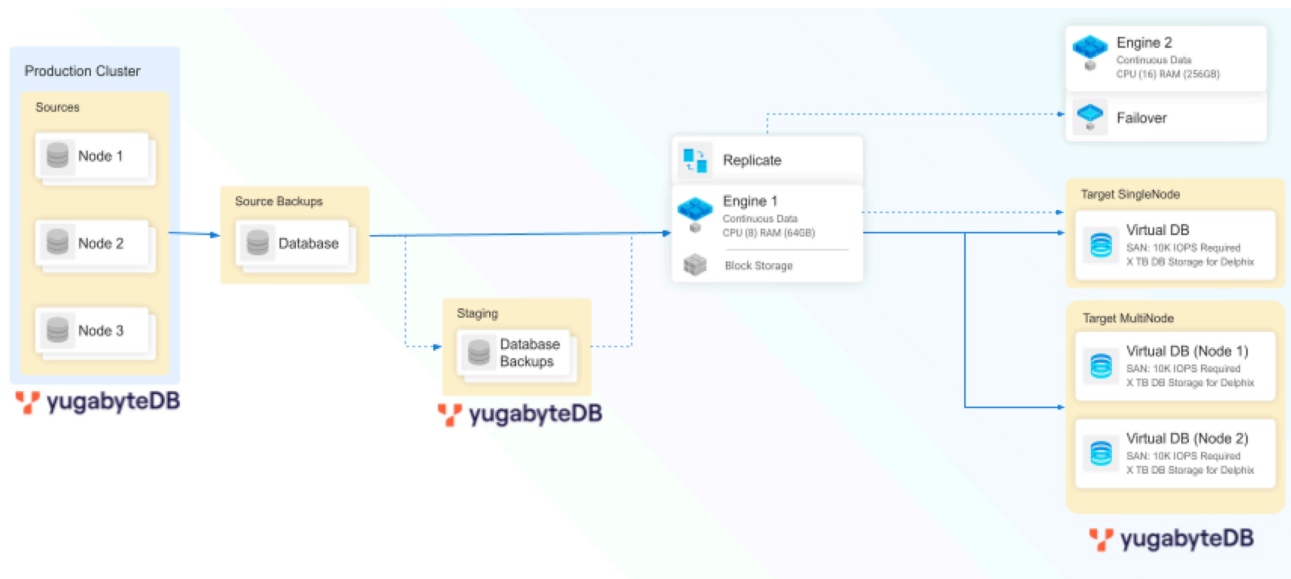 Production Cluster
Sources
Node 1
Node 2
Node 3
yugabyteDB
Source Backups
Database
Staging
Database
Backups
yugabyteDB
Replicate
Engine 1
Continuous Data
CPU (8) RAM (64GB)
Block Storage
Engine 2
Continuous Data
CPU (16) RAM (256GB)
Failover
Target SingleNode
Virtual DB
SAN: 10K IOPS Required
X TB DB Storage for Delphix
Target MultiNode
Virtual DB (Node 1)
SAN: 10K IOPS Required
X TB DB Storage for Delphix
Virtual DB (Node 2)
SAN: 10K IOPS Required
X TB DB Storage for Delphix
yugabyteDB